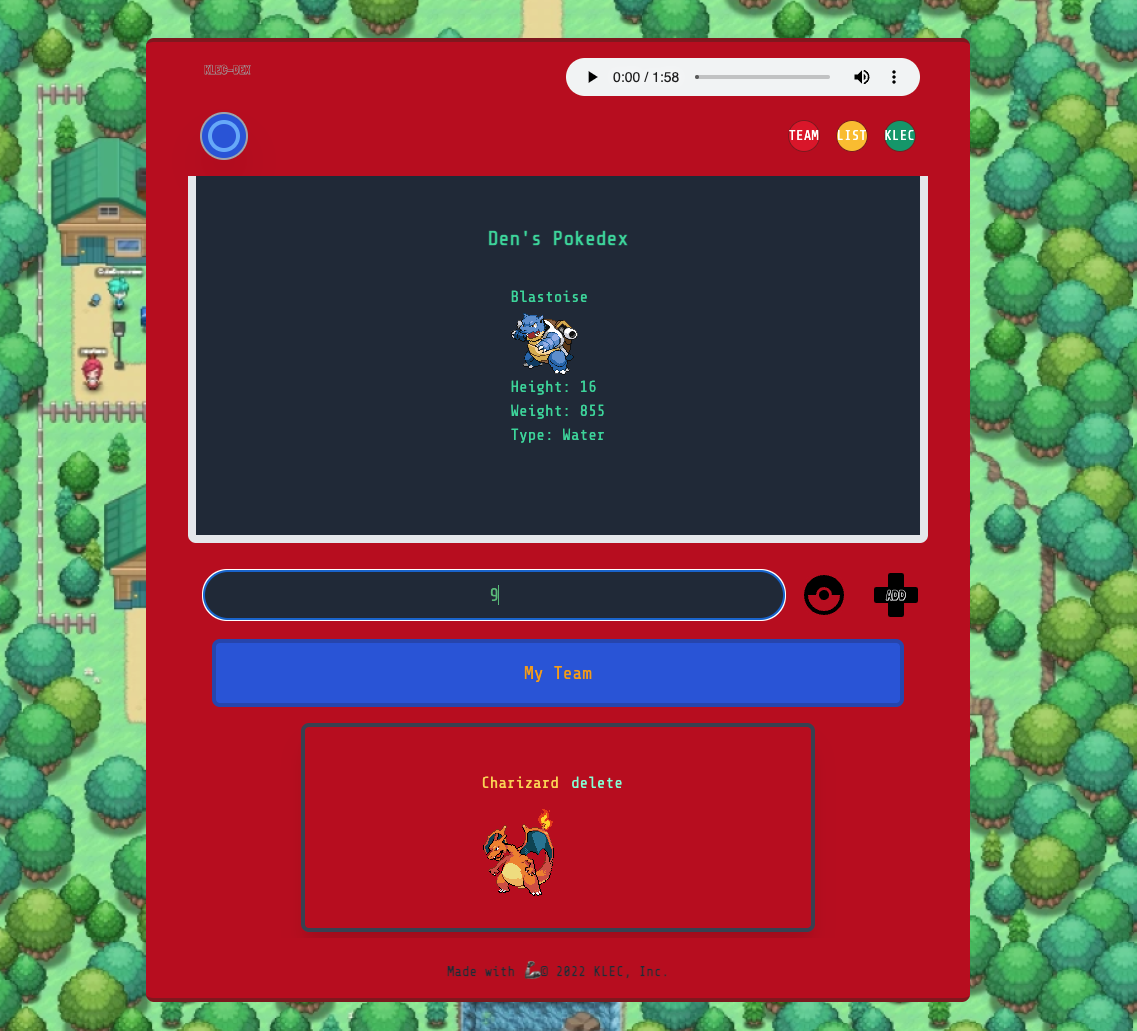 KLEC-DEX
0:00 / 1:58
TEAM LIST KLEC
Den's Pokedex
Blastoise
Height: 16
Weight: 855
Type: Water
9
ADD
My Team
Charizard delete
Made with 🦾 2022 KLEC, Inc.